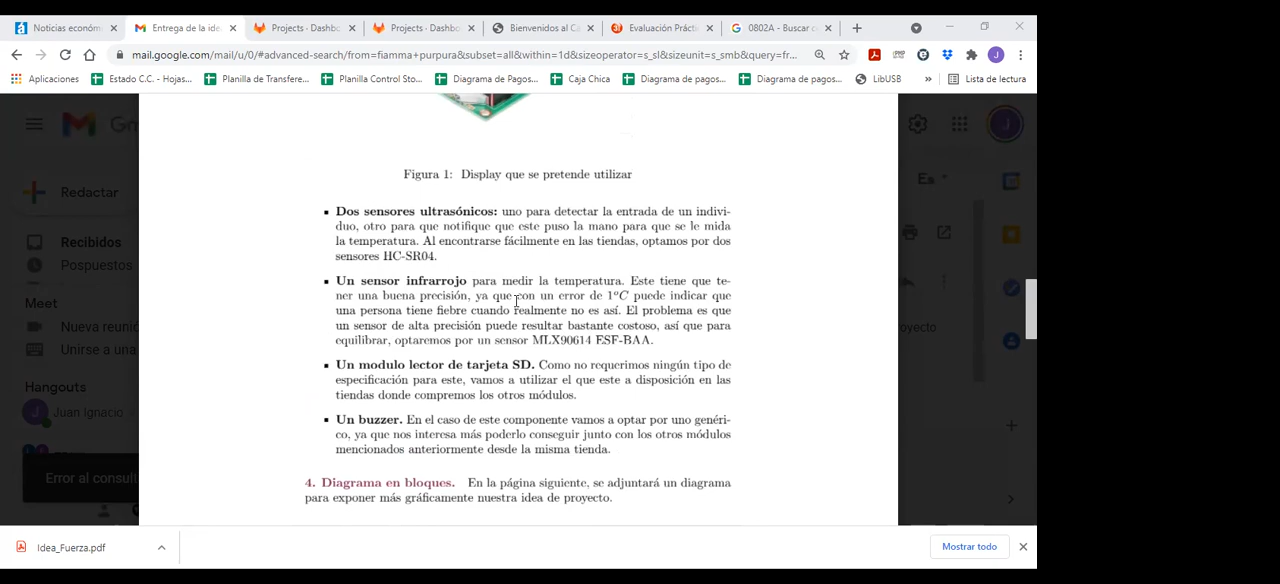 Noticias económ
Entrega de la ide
Projects · Dashbo
Projects · Dashbo
Bienvenidos al Ca
Evaluación Práctic
0802A - Buscar c
mail.google.com/mail/u/0/#advanced-search/from=fiamma+purpura&subset=all&within=1d&sizeoperator=s_sl&sizeunit=s_smb&query=fr...
Aplicaciones
Estado C.C. - Hojas...
Planilla de Transfere...
Planilla Control Sto...
Diagrama de Pagos...
Caja Chica
Diagrama de pagos...
Diagrama de pagos...
LibUSB
»
Lista de lectura
Redactar
Recibidos
Pospuestos
Meet
Nueva reuni
Unirse a una
Hangouts
Juan Ignacio
Error al consult
Es
royecto
Figura 1: Display que se pretende utilizar
▪ Dos sensores ultrasónicos: uno para detectar la entrada de un indivi-
duo, otro para que notifique que este puso la mano para que se le mida
la temperatura. Al encontrarse fácilmente en las tiendas, optamos por dos
sensores HC-SR04.
▪ Un sensor infrarrojo para medir la temperatura. Este tiene que te-
ner una buena precisión, ya que con un error de 1°C puede indicar que
una persona tiene fiebre cuando realmente no es así. El problema es que
un sensor de alta precisión puede resultar bastante costoso, así que para
equilibrar, optaremos por un sensor MLX90614 ESF-BAA.
▪ Un modulo lector de tarjeta SD. Como no requerimos ningún tipo de
especificación para este, vamos a utilizar el que este a disposición en las
tiendas donde compremos los otros módulos.
▪ Un buzzer. En el caso de este componente vamos a optar por uno genéri-
co, ya que nos interesa más poderlo conseguir junto con los otros módulos
mencionados anteriormente desde la misma tienda.
4. Diagrama en bloques. En la página siguiente, se adjuntará un diagrama
para exponer más gráficamente nuestra idea de proyecto.
Idea_Fuerza.pdf
Mostrar todo